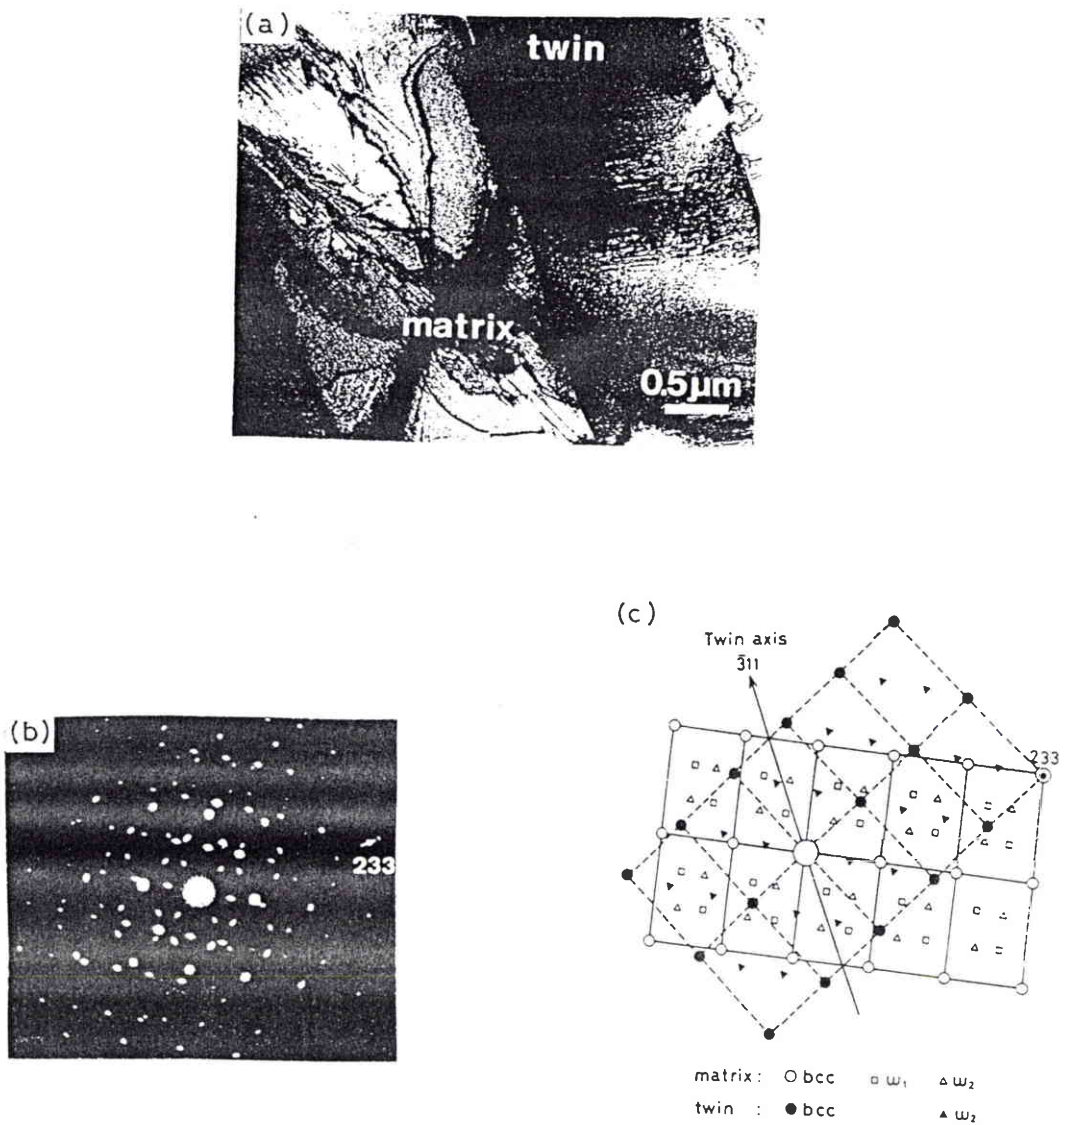 (a)
twin
matrix
0.5μm
(b)
233
(c)
Twin axis
3̄11
233
matrix : ○ bcc □ ω₁ △ ω₂
twin : ● bcc ▲ ω₂